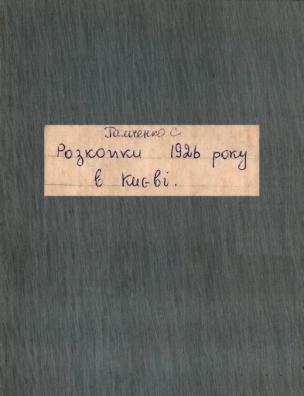 Гамченко С.
Розкопки 1926 року
в Києві.